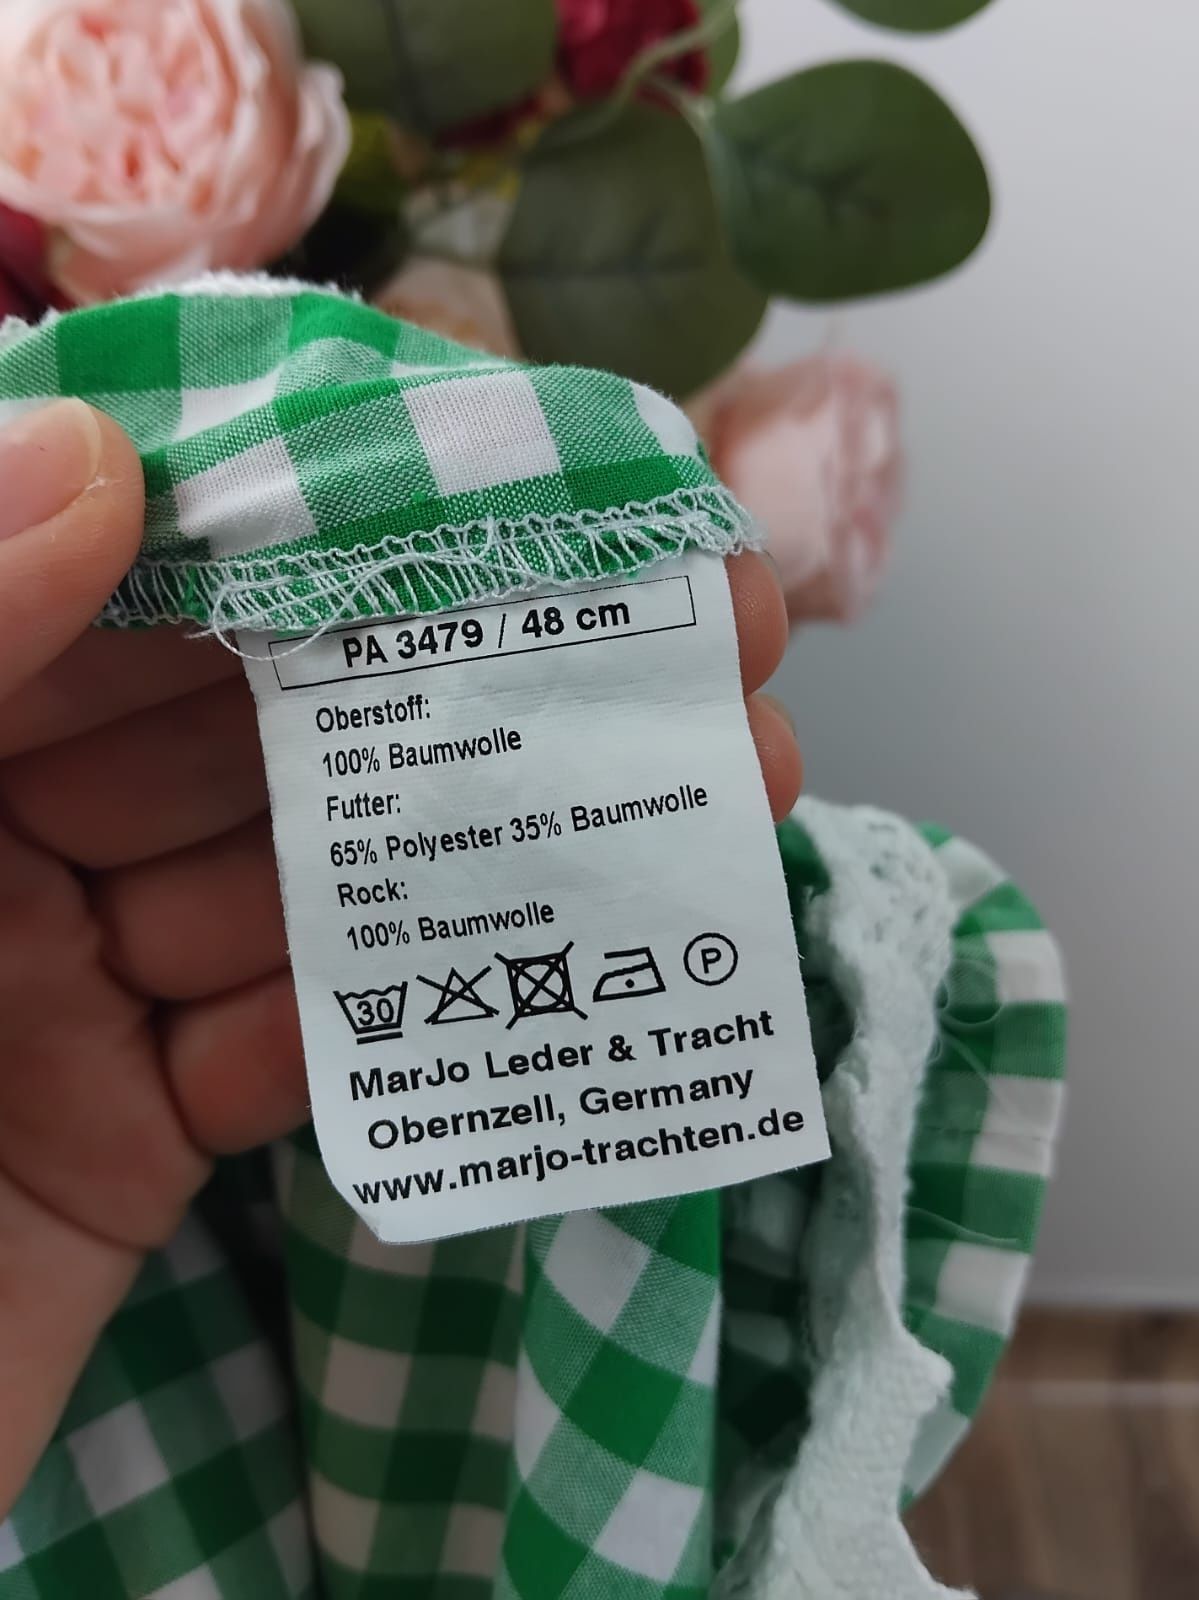 PA 3479 / 48 cm
Oberstoff:
100% Baumwolle
Futter:
65% Polyester 35% Baumwolle
Rock:
100% Baumwolle
30 P
MarJo Leder & Tracht
Obernzell, Germany
www.marjo-trachten.de